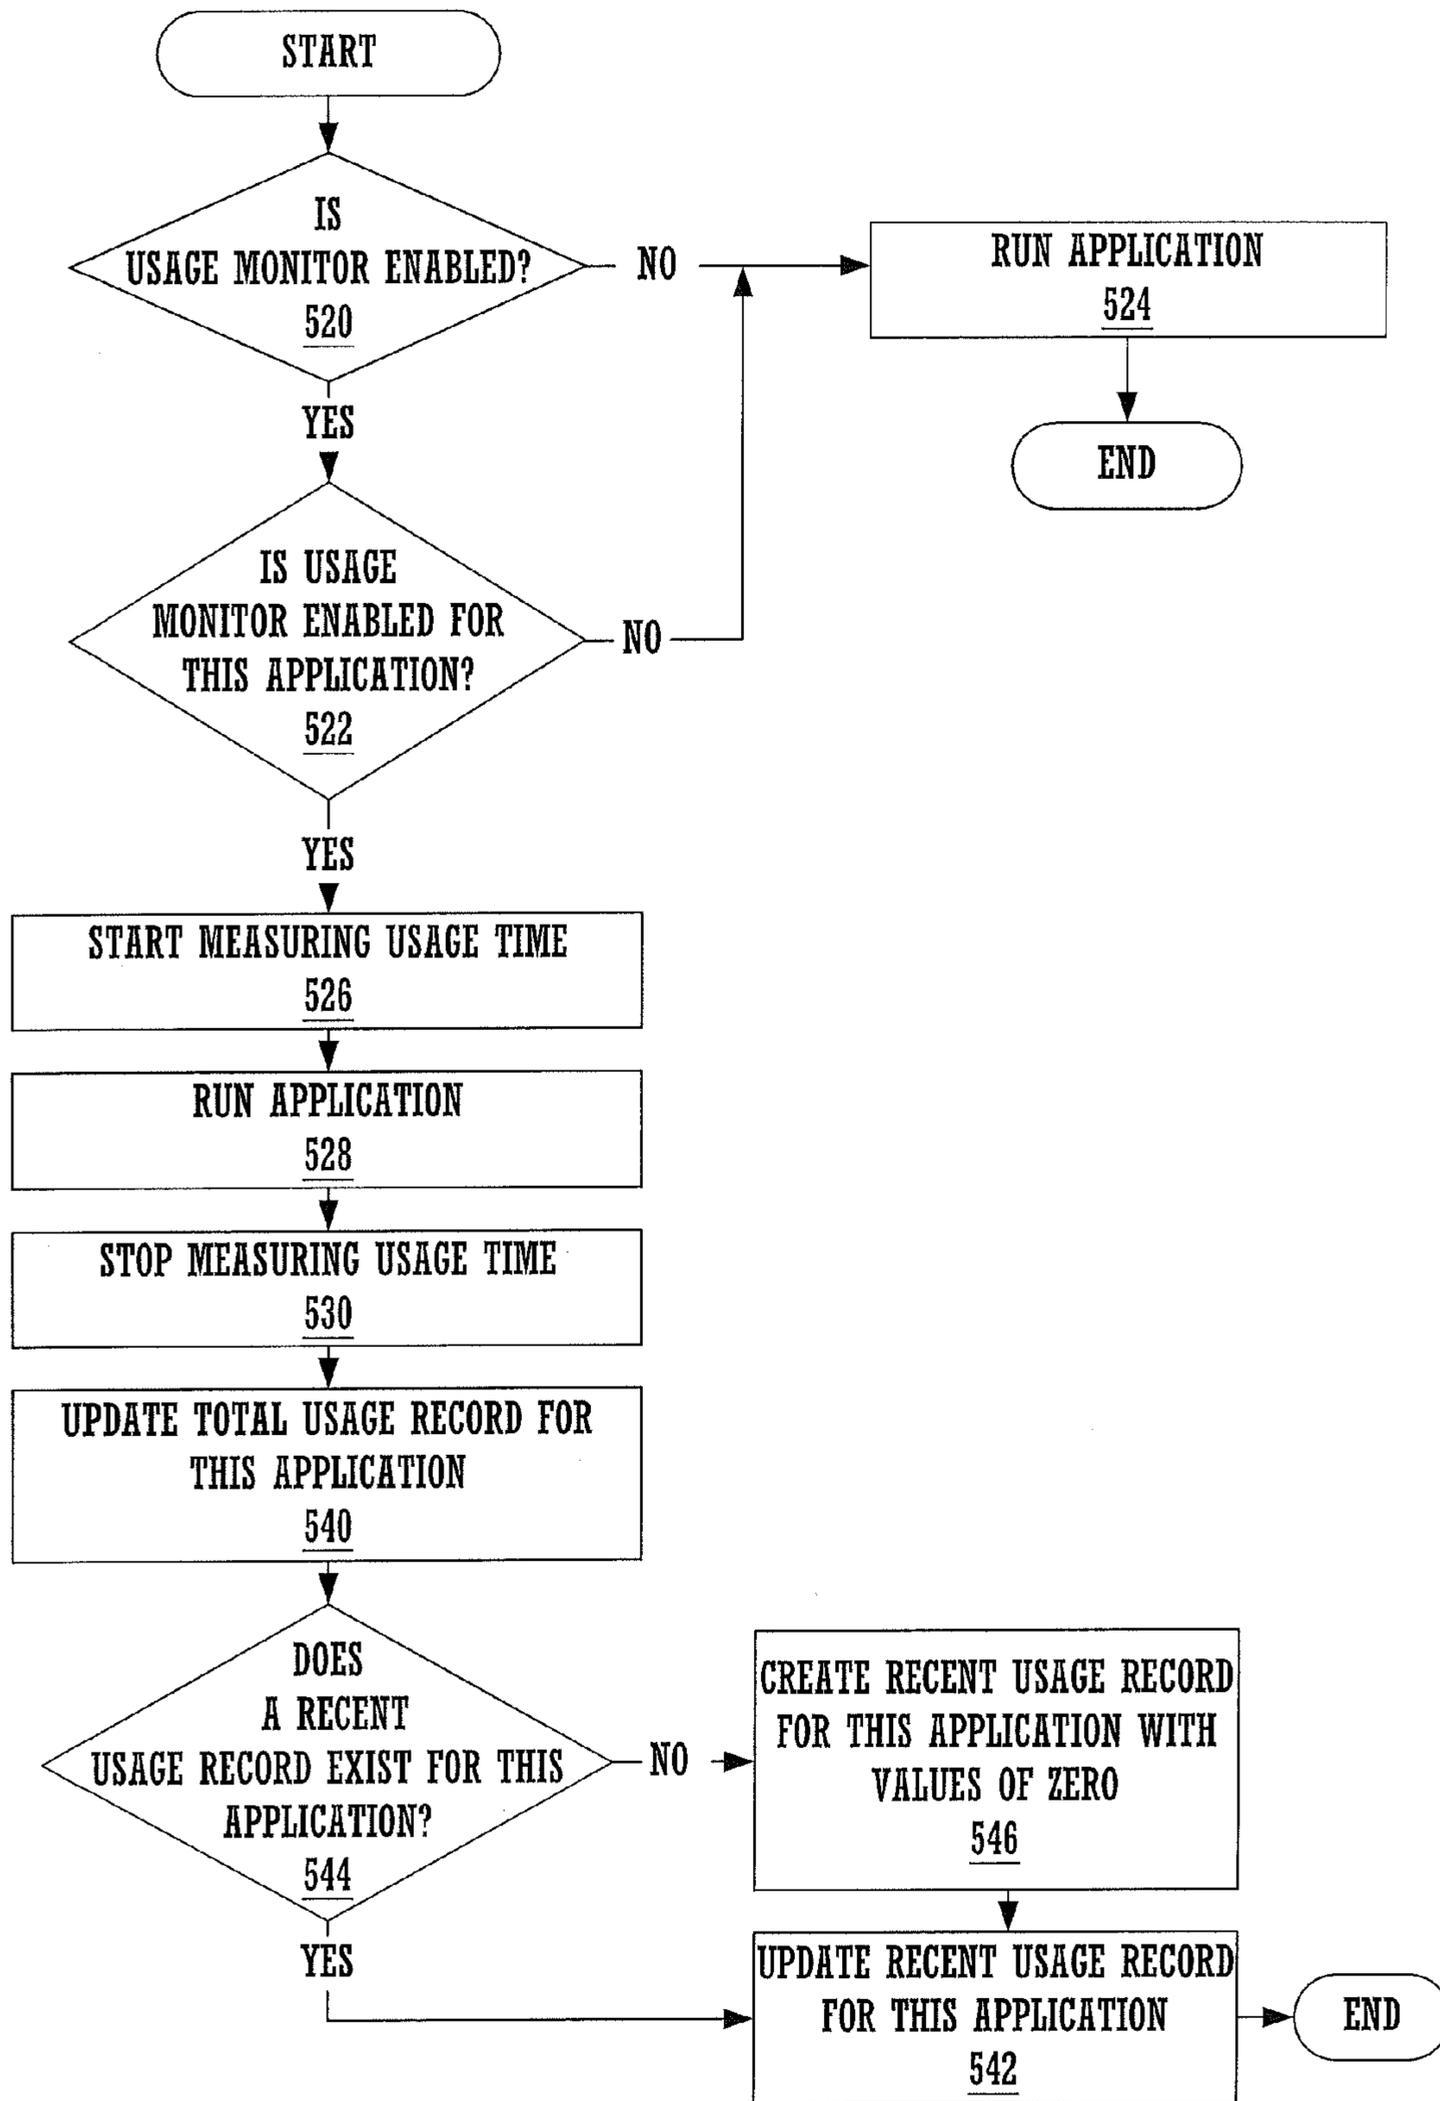 START
IS
USAGE MONITOR ENABLED?
520
NO
RUN APPLICATION
524
END
YES
IS USAGE
MONITOR ENABLED FOR
THIS APPLICATION?
522
NO
YES
START MEASURING USAGE TIME
526
RUN APPLICATION
528
STOP MEASURING USAGE TIME
530
UPDATE TOTAL USAGE RECORD FOR
THIS APPLICATION
540
DOES
A RECENT
USAGE RECORD EXIST FOR THIS
APPLICATION?
544
NO
CREATE RECENT USAGE RECORD
FOR THIS APPLICATION WITH
VALUES OF ZERO
546
YES
UPDATE RECENT USAGE RECORD
FOR THIS APPLICATION
542
END